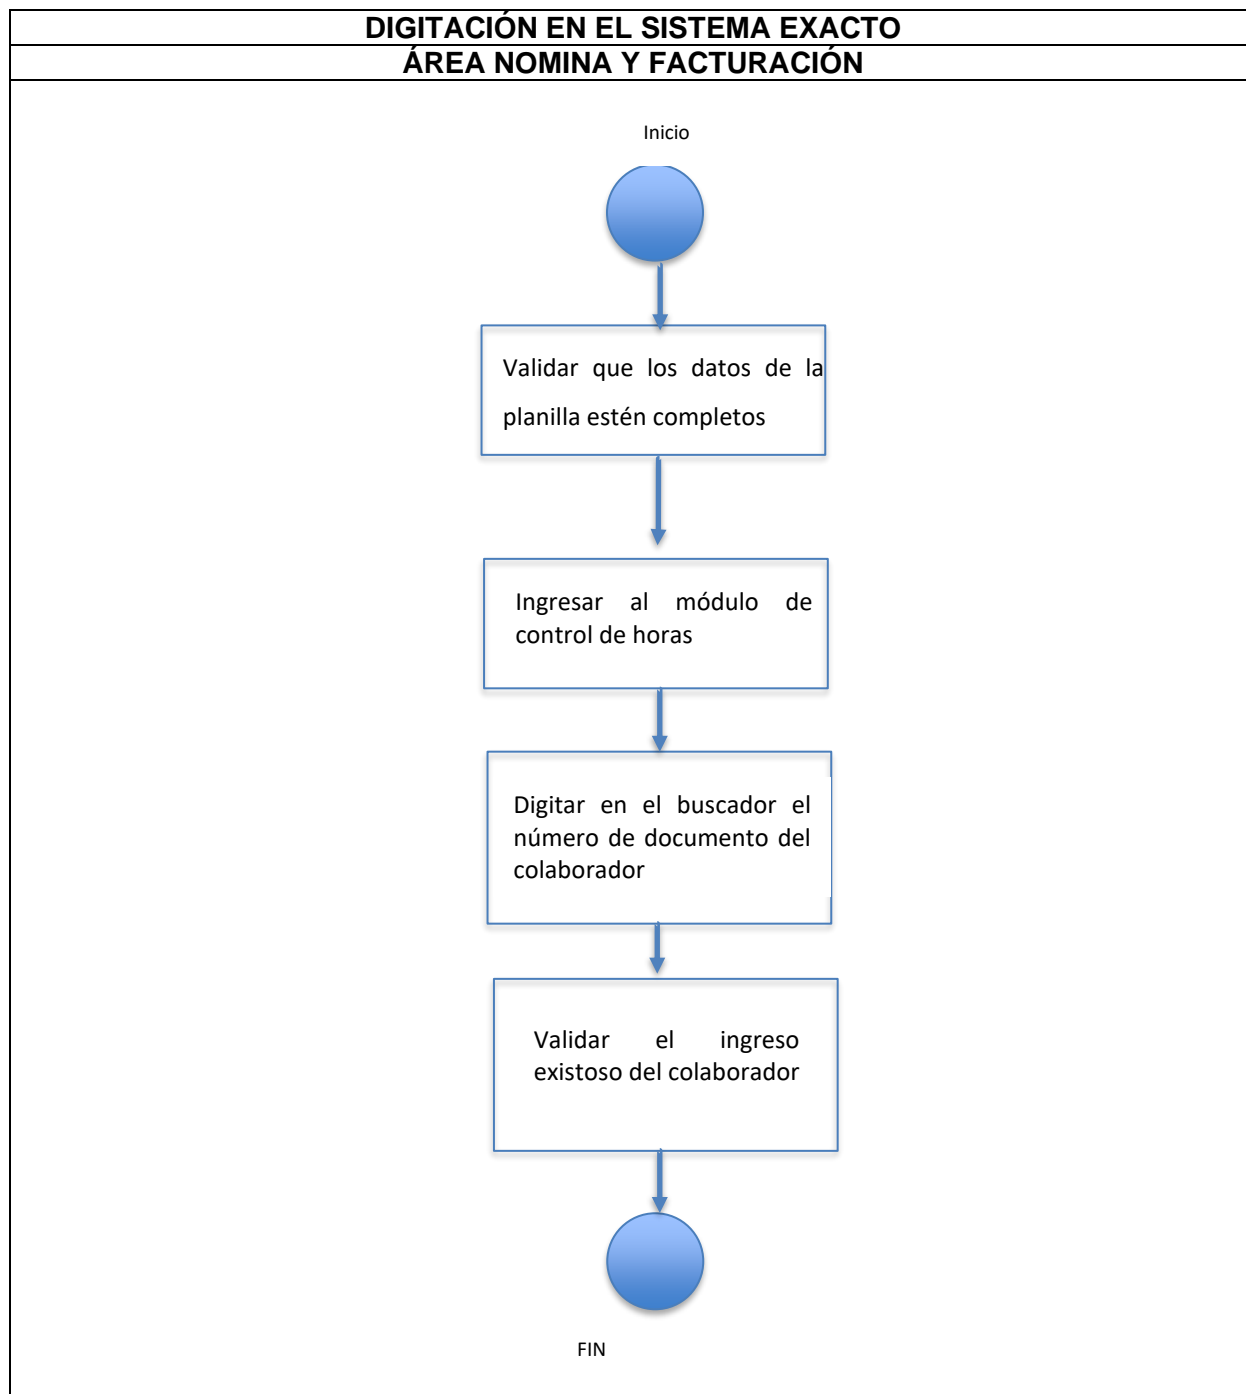 DIGITACIÓN EN EL SISTEMA EXACTO
ÁREA NOMINA Y FACTURACIÓN
Inicio
Validar que los datos de la
planilla estén completos
Ingresar al módulo de
control de horas
Digitar en el buscador el
número de documento del
colaborador
Validar el ingreso
existoso del colaborador
FIN